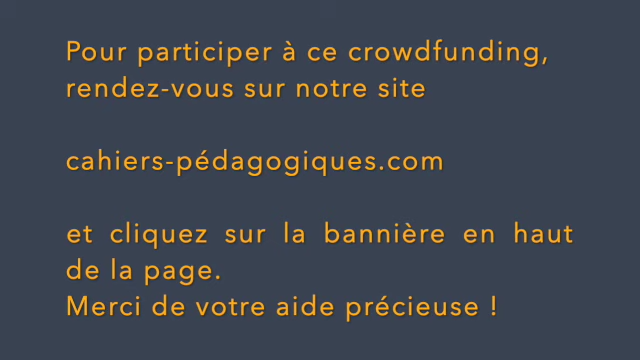 Pour participer à ce crowdfunding,
rendez-vous sur notre site
cahiers-pédagogiques.com
et cliquez sur la bannière en haut
de la page.
Merci de votre aide précieuse !